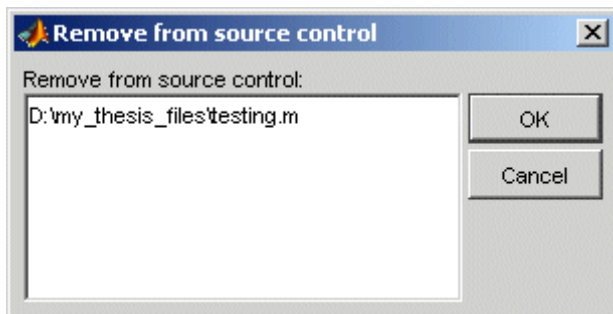 Remove from source control
Remove from source control:
D:\my_thesis_files\testing.m
OK
Cancel